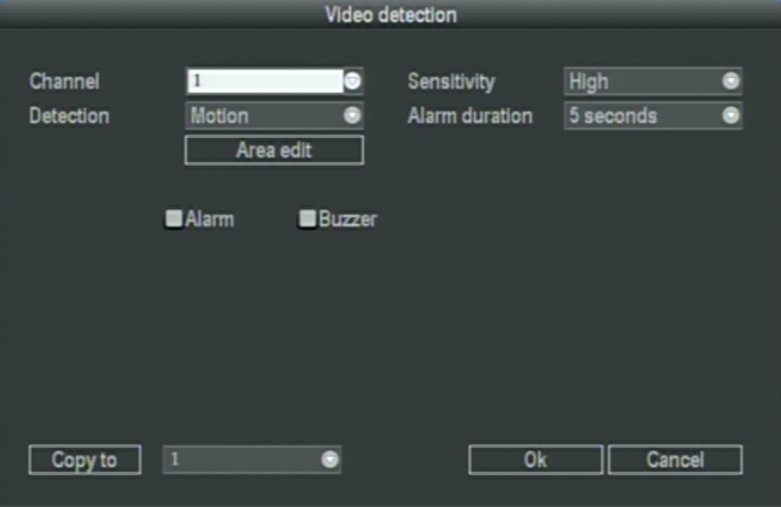 Video detection
Channel 1 Sensitivity High
Detection Motion Alarm duration 5 seconds
Area edit
Alarm Buzzer
Copy to 1 Ok Cancel